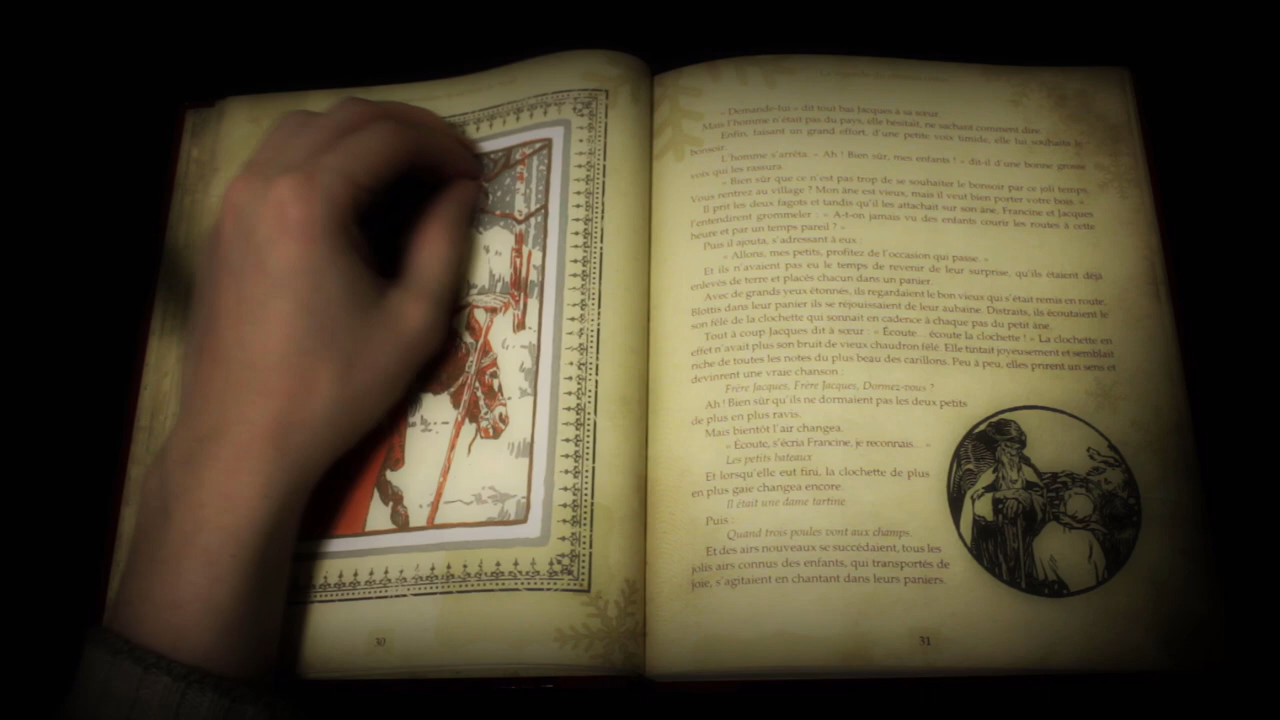 « Demande-lui » dit tout bas Jacques à sa sœur.
Mais l'homme n'était pas du pays, elle hésitait, ne sachant comment dire.
Enfin, faisant un grand effort, d'une petite voix timide, elle lui souhaita le
bonsoir.
L'homme s'arrêta. « Ah ! Bien sûr, mes enfants ! » dit-il d'une bonne grosse
voix qui les rassura.
« Bien sûr que ce n'est pas trop de se souhaiter le bonsoir par ce joli temps.
Vous rentrez au village ? Mon âne est vieux, mais il veut bien porter votre bois. »
Il prit les deux fagots et tandis qu'il les attachait sur son âne, Francine et Jacques
l'entendirent grommeler : « A-t-on jamais vu des enfants courir les routes à cette
heure et par un temps pareil ? »
Puis il ajouta, s'adressant à eux :
« Allons, mes petits, profitez de l'occasion qui passe. »
Et ils n'avaient pas eu le temps de revenir de leur surprise, qu'ils étaient déjà
enlevés de terre et placés chacun dans un panier.
Avec de grands yeux étonnés, ils regardaient le bon vieux qui s'était remis en route.
Blottis dans leur panier ils se réjouissaient de leur aubaine. Distraits, ils écoutaient le
son fêlé de la clochette qui sonnait en cadence à chaque pas du petit âne.
Tout à coup Jacques dit à sœur : « Écoute... écoute la clochette ! » La clochette en
effet n'avait plus son bruit de vieux chaudron fêlé. Elle tintait joyeusement et semblait
riche de toutes les notes du plus beau des carillons. Peu à peu, elles prirent un sens et
devinrent une vraie chanson :
Frère Jacques, Frère Jacques, Dormez-vous ?
Ah ! Bien sûr qu'ils ne dormaient pas les deux petits
de plus en plus ravis.
Mais bientôt l'air changea.
« Écoute, s'écria Francine, je reconnais... »
Les petits bateaux
Et lorsqu'elle eut fini, la clochette de plus
en plus gaie changea encore.
Il était une dame tartine
Puis :
Quand trois poules vont aux champs.
Et des airs nouveaux se succédaient, tous les
jolis airs connus des enfants, qui transportés de
joie, s'agitaient en chantant dans leurs paniers.
30
31